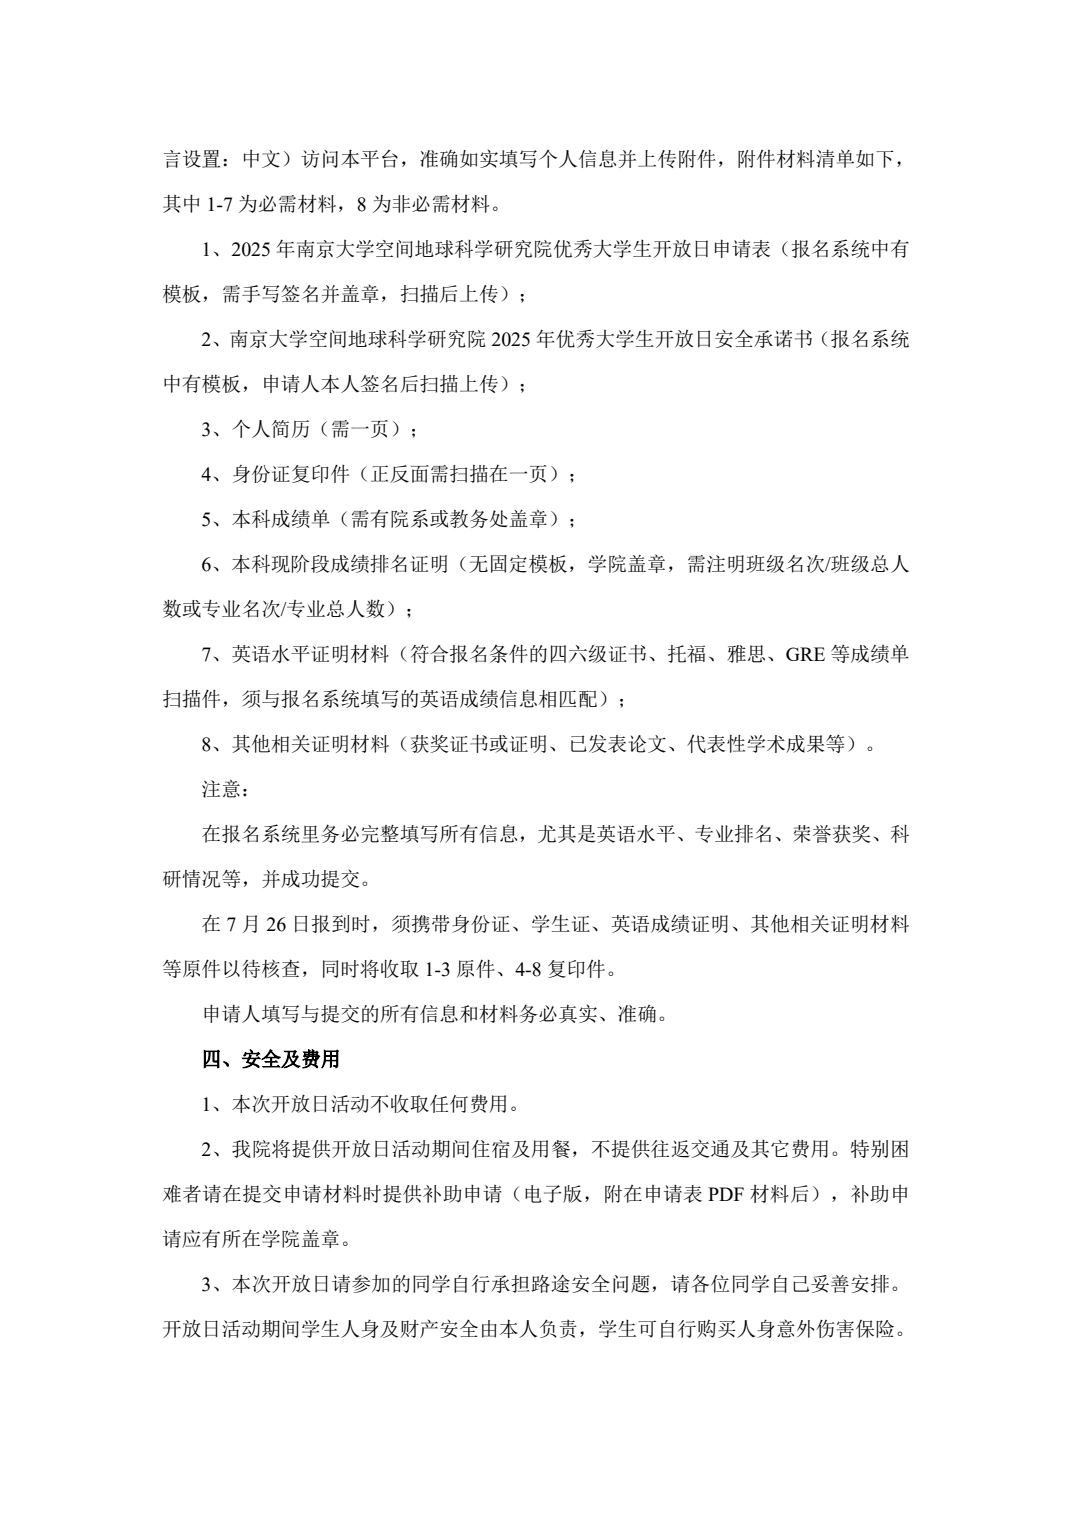 言设置：中文）访问本平台，准确如实填写个人信息并上传附件，附件材料清单如下，
其中 1-7 为必需材料，8 为非必需材料。
1、2025 年南京大学空间地球科学研究院优秀大学生开放日申请表（报名系统中有
模板，需手写签名并盖章，扫描后上传）；
2、南京大学空间地球科学研究院 2025 年优秀大学生开放日安全承诺书（报名系统
中有模板，申请人本人签名后扫描上传）；
3、个人简历（需一页）；
4、身份证复印件（正反面需扫描在一页）；
5、本科成绩单（需有院系或教务处盖章）；
6、本科现阶段成绩排名证明（无固定模板，学院盖章，需注明班级名次/班级总人
数或专业名次/专业总人数）；
7、英语水平证明材料（符合报名条件的四六级证书、托福、雅思、GRE 等成绩单
扫描件，须与报名系统填写的英语成绩信息相匹配）；
8、其他相关证明材料（获奖证书或证明、已发表论文、代表性学术成果等）。
注意：
在报名系统里务必完整填写所有信息，尤其是英语水平、专业排名、荣誉获奖、科
研情况等，并成功提交。
在 7 月 26 日报到时，须携带身份证、学生证、英语成绩证明、其他相关证明材料
等原件以待核查，同时将收取 1-3 原件、4-8 复印件。
申请人填写与提交的所有信息和材料务必真实、准确。
四、安全及费用
1、本次开放日活动不收取任何费用。
2、我院将提供开放日活动期间住宿及用餐，不提供往返交通及其它费用。特别困
难者请在提交申请材料时提供补助申请（电子版，附在申请表 PDF 材料后），补助申
请应有所在学院盖章。
3、本次开放日请参加的同学自行承担路途安全问题，请各位同学自己妥善安排。
开放日活动期间学生人身及财产安全由本人负责，学生可自行购买人身意外伤害保险。